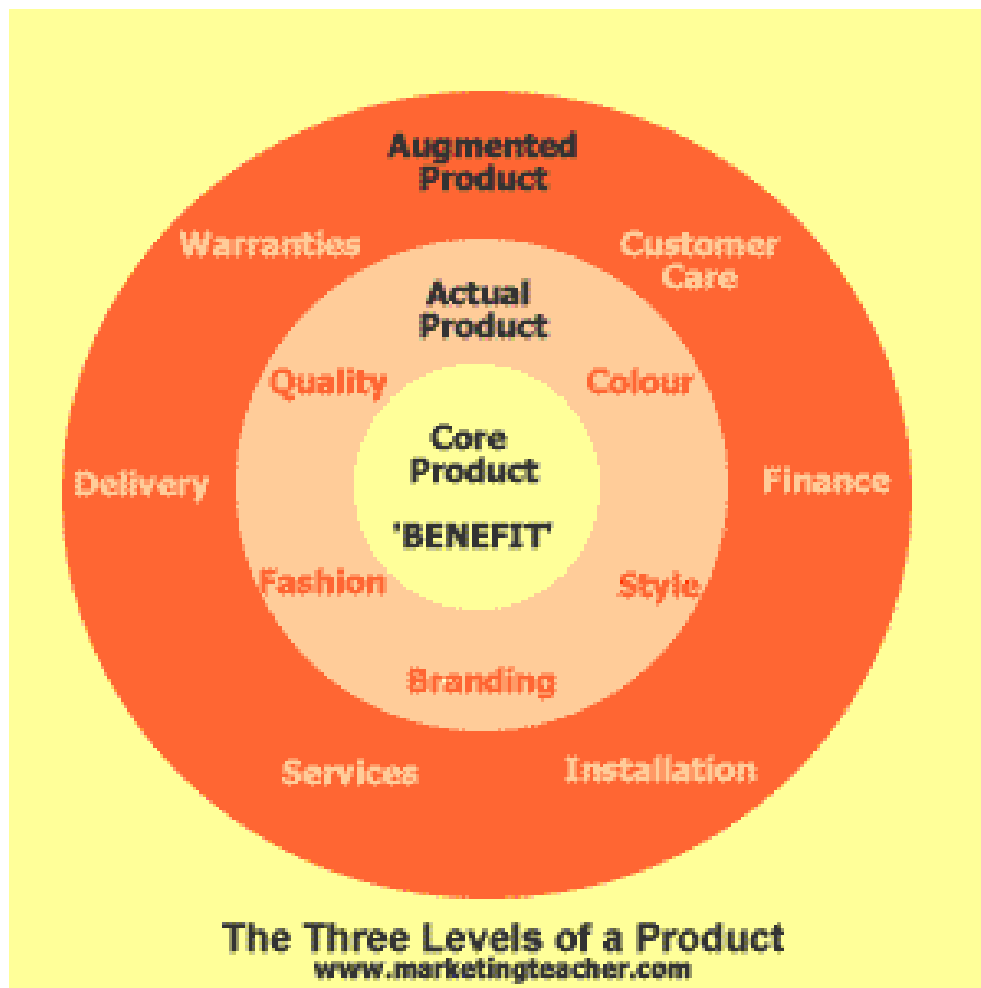 Augmented
Product
Warranties
Customer
Care
Actual
Product
Quality
Colour
Core
Product
'BENEFIT'
Delivery
Finance
Fashion
Style
Branding
Services
Installation
The Three Levels of a Product
www.marketingteacher.com